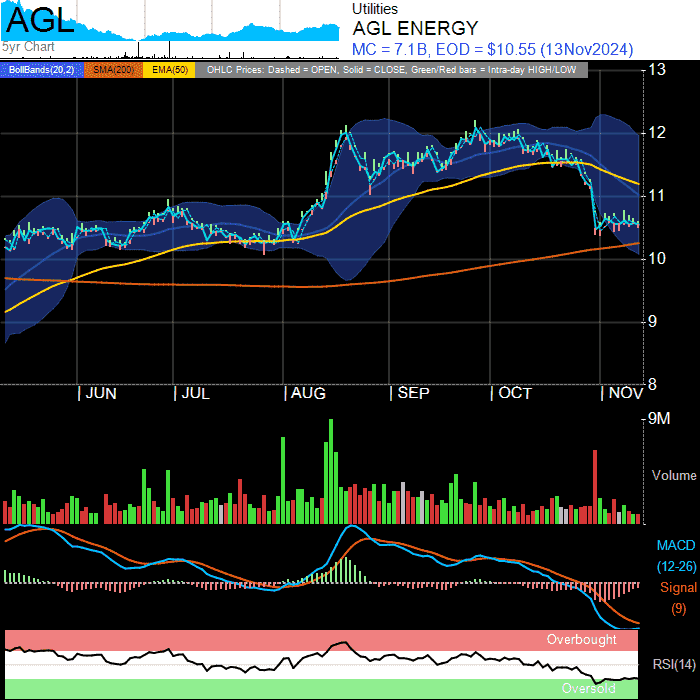 AGL
5yr Chart
Utilities
AGL ENERGY
MC = 7.1B, EOD = $10.55 (13Nov2024)
BollBands(20,2) SMA(200) EMA(50) OHLC Prices: Dashed = OPEN, Solid = CLOSE, Green/Red bars = Intra-day HIGH/LOW
13
12
11
10
9
8
| JUN | JUL | AUG | SEP | OCT | NOV
9M
Volume
MACD
(12-26)
Signal
(9)
Overbought
RSI(14)
Oversold